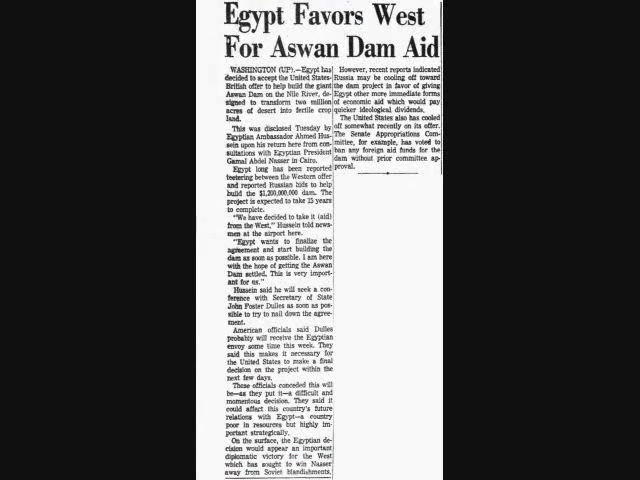 Egypt Favors West
For Aswan Dam Aid
WASHINGTON (UP).—Egypt has
decided to accept the United States-
British offer to help build the giant
Aswan Dam on the Nile River, de-
signed to transform two million
acres of desert into fertile crop
land.
This was disclosed Tuesday by
Egyptian Ambassador Ahmed Hus-
sein upon his return here from con-
sultations with Egyptian President
Gamal Abdel Nasser in Cairo.
Egypt long has been reported
teetering between the Western offer
and reported Russian bids to help
build the $1,200,000,000 dam. The
project is expected to take 15 years
to complete.
"We have decided to take it (aid)
from the West," Hussein told news-
men at the airport here.
"Egypt wants to finalize the
agreement and start building the
dam as soon as possible. I am here
with the hope of getting the Aswan
Dam settled. This is very import-
ant for us."
Hussein said he will seek a con-
ference with Secretary of State
John Foster Dulles as soon as pos-
sible to try to nail down the agree-
ment.
American officials said Dulles
probably will receive the Egyptian
envoy some time this week. They
said this makes it necessary for
the United States to make a final
decision on the project within the
next few days.
These officials conceded this will
be—as they put it—a difficult and
momentous decision. They said it
could affect this country's future
relations with Egypt—a country
poor in resources but highly im-
portant strategically.
On the surface, the Egyptian de-
cision would appear an important
diplomatic victory for the West
which has sought to win Nasser
away from Soviet blandishments.
However, recent reports indicated
Russia may be cooling off toward
the dam project in favor of giving
Egypt other more immediate forms
of economic aid which would pay
quicker ideological dividends.
The United States also has cooled
off somewhat recently on its offer.
The Senate Appropriations Com-
mittee, for example, has voted to
ban any foreign aid funds for the
dam without prior committee ap-
proval.